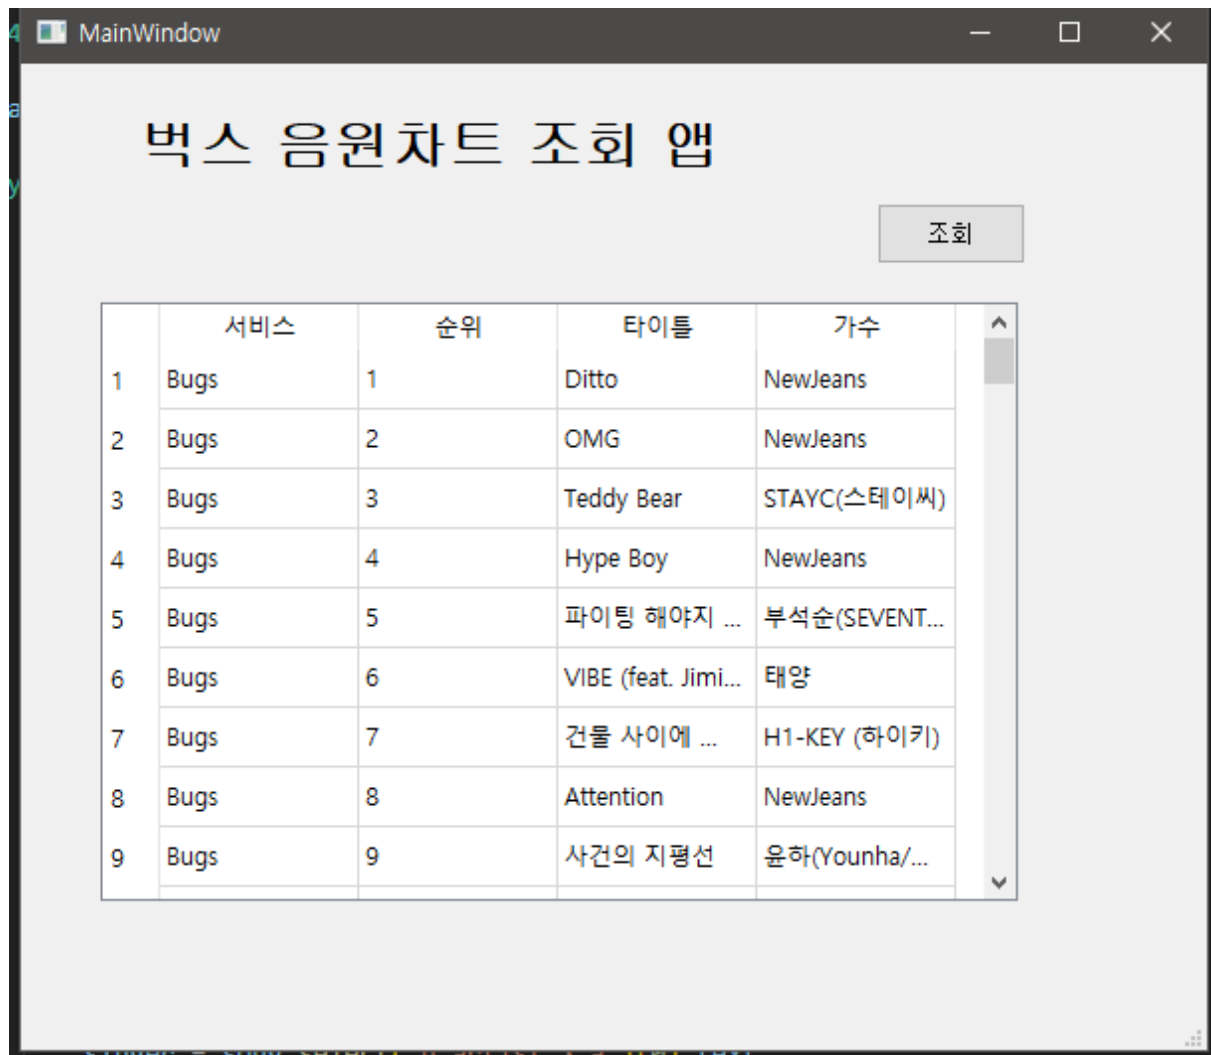 MainWindow
벅스 음원차트 조회 앱
조회
서비스 순위 타이틀 가수
1 Bugs 1 Ditto NewJeans
2 Bugs 2 OMG NewJeans
3 Bugs 3 Teddy Bear STAYC(스테이씨)
4 Bugs 4 Hype Boy NewJeans
5 Bugs 5 파이팅 해야지 ... 부석순(SEVENT...
6 Bugs 6 VIBE (feat. Jimi... 태양
7 Bugs 7 건물 사이에 ... H1-KEY (하이키)
8 Bugs 8 Attention NewJeans
9 Bugs 9 사건의 지평선 윤하(Younha/...